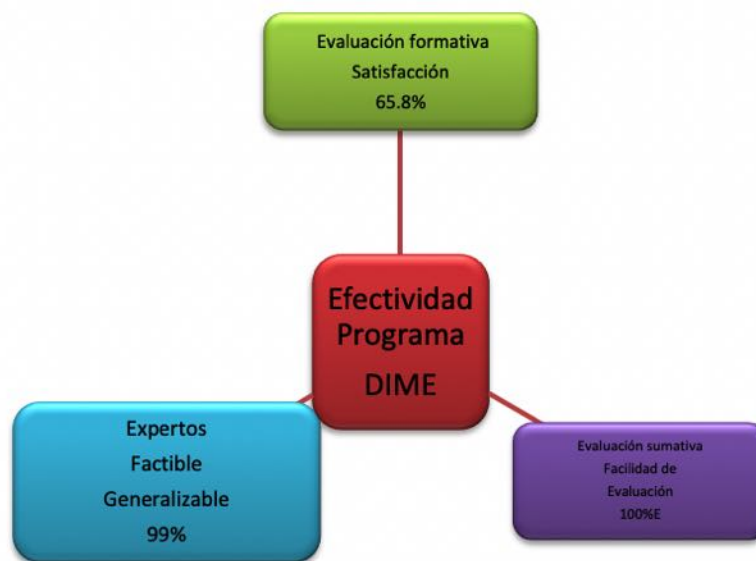 Evaluación formativa
Satisfacción
65.8%
Efectividad
Programa
DIME
Expertos
Factible
Generalizable
99%
Evaluación sumativa
Facilidad de
Evaluación
100%E